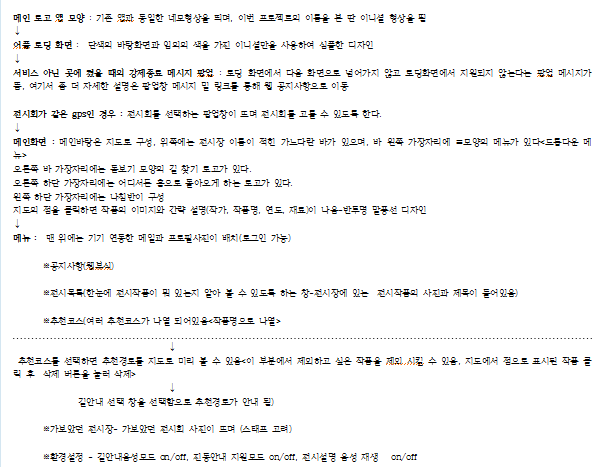 메인 로고 앱 모양 : 기존 앱과 동일한 네모형상을 띄며, 이번 프로젝트의 이름을 본 딴 이니셜 형상을 띔
↓
어플 로딩 화면 : 단색의 바탕화면과 임의의 색을 가진 이니셜만을 사용하여 심플한 디자인
↓
서비스 아닌 곳에 켰을 때의 강제종료 메시지 팝업 : 로딩 화면에서 다음 화면으로 넘어가지 않고 로딩화면에서 지원되지 않는다는 팝업 메시지가
뜸, 여기서 좀 더 자세한 설명은 팝업창 메시지 밑 링크를 통해 웹 공지사항으로 이동

전시회가 같은 gps인 경우 : 전시회를 선택하는 팝업창이 뜨며 전시회를 고를 수 있도록 한다.
↓
메인화면 : 메인바탕은 지도로 구성, 위쪽에는 전시장 이름이 적힌 가느다란 바가 있으며, 바 왼쪽 가장자리에 ≡모양의 메뉴가 있다<드롭다운 메
뉴>
오른쪽 바 가장자리에는 돋보기 모양의 길 찾기 로고가 있다.
오른쪽 하단 가장자리에는 어디서든 홈으로 돌아오게 하는 로고가 있다.
왼쪽 하단 가장자리에는 나침반이 구성
지도의 점을 클릭하면 작품의 이미지와 간략 설명(작가, 작품명, 연도, 재료)이 나옴-반투명 말풍선 디자인
↓
메뉴 : 맨 위에는 기기 연동한 메일과 프로필사진이 배치(로그인 가능)

※공지사항(웹뷰식)

※전시목록(한눈에 전시작품이 뭐 있는지 알아 볼 수 있도록 하는 창-전시장에 있는 전시작품의 사진과 제목이 들어있음)

※추천코스(여러 추천코스가 나열 되어있음<작품명으로 나열>

↓
추천코스를 선택하면 추천경로를 지도로 미리 볼 수 있음<이 부분에서 제외하고 싶은 작품을 제외 시킬 수 있음, 지도에서 점으로 표시된 작품 클
릭 후 삭제 버튼을 눌러 삭제>
↓
길안내 선택 창을 선택함으로 추천경로가 안내 됨)

※가보았던 전시장- 가보았던 전시회 사진이 뜨며 (스태프 고려)

※환경설정 - 길안내음성모드 on/off, 진동안내 지원모드 on/off, 전시설명 음성 재생 on/off